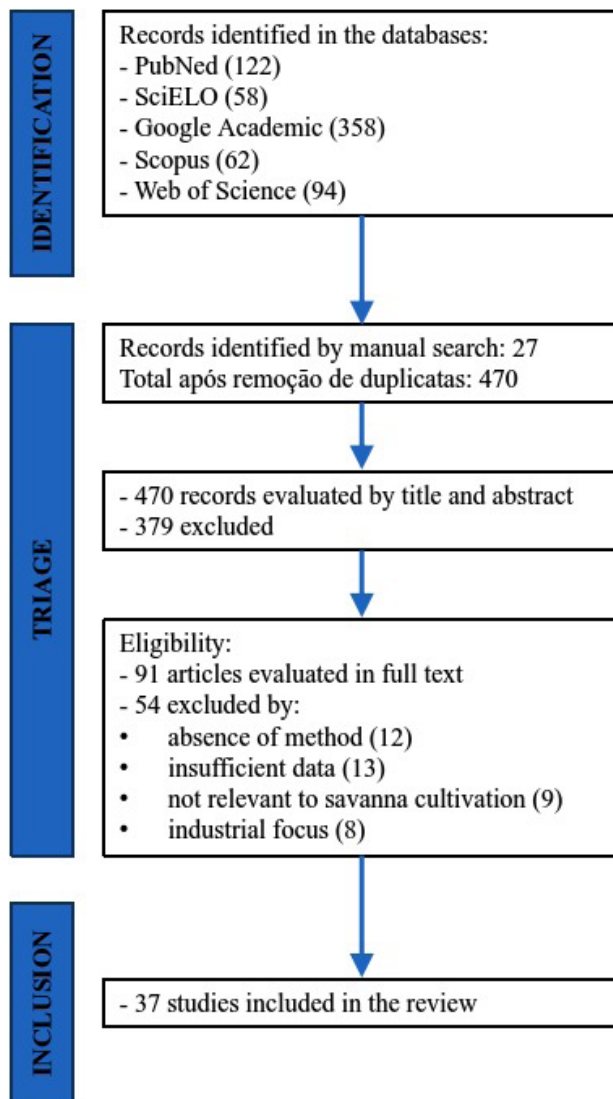 IDENTIFICATION
Records identified in the databases:
- PubNed (122)
- SciELO (58)
- Google Academic (358)
- Scopus (62)
- Web of Science (94)
TRIAGE
Records identified by manual search: 27
Total após remoção de duplicatas: 470
- 470 records evaluated by title and abstract
- 379 excluded
Eligibility:
- 91 articles evaluated in full text
- 54 excluded by:
• absence of method (12)
• insufficient data (13)
• not relevant to savanna cultivation (9)
• industrial focus (8)
INCLUSION
- 37 studies included in the review